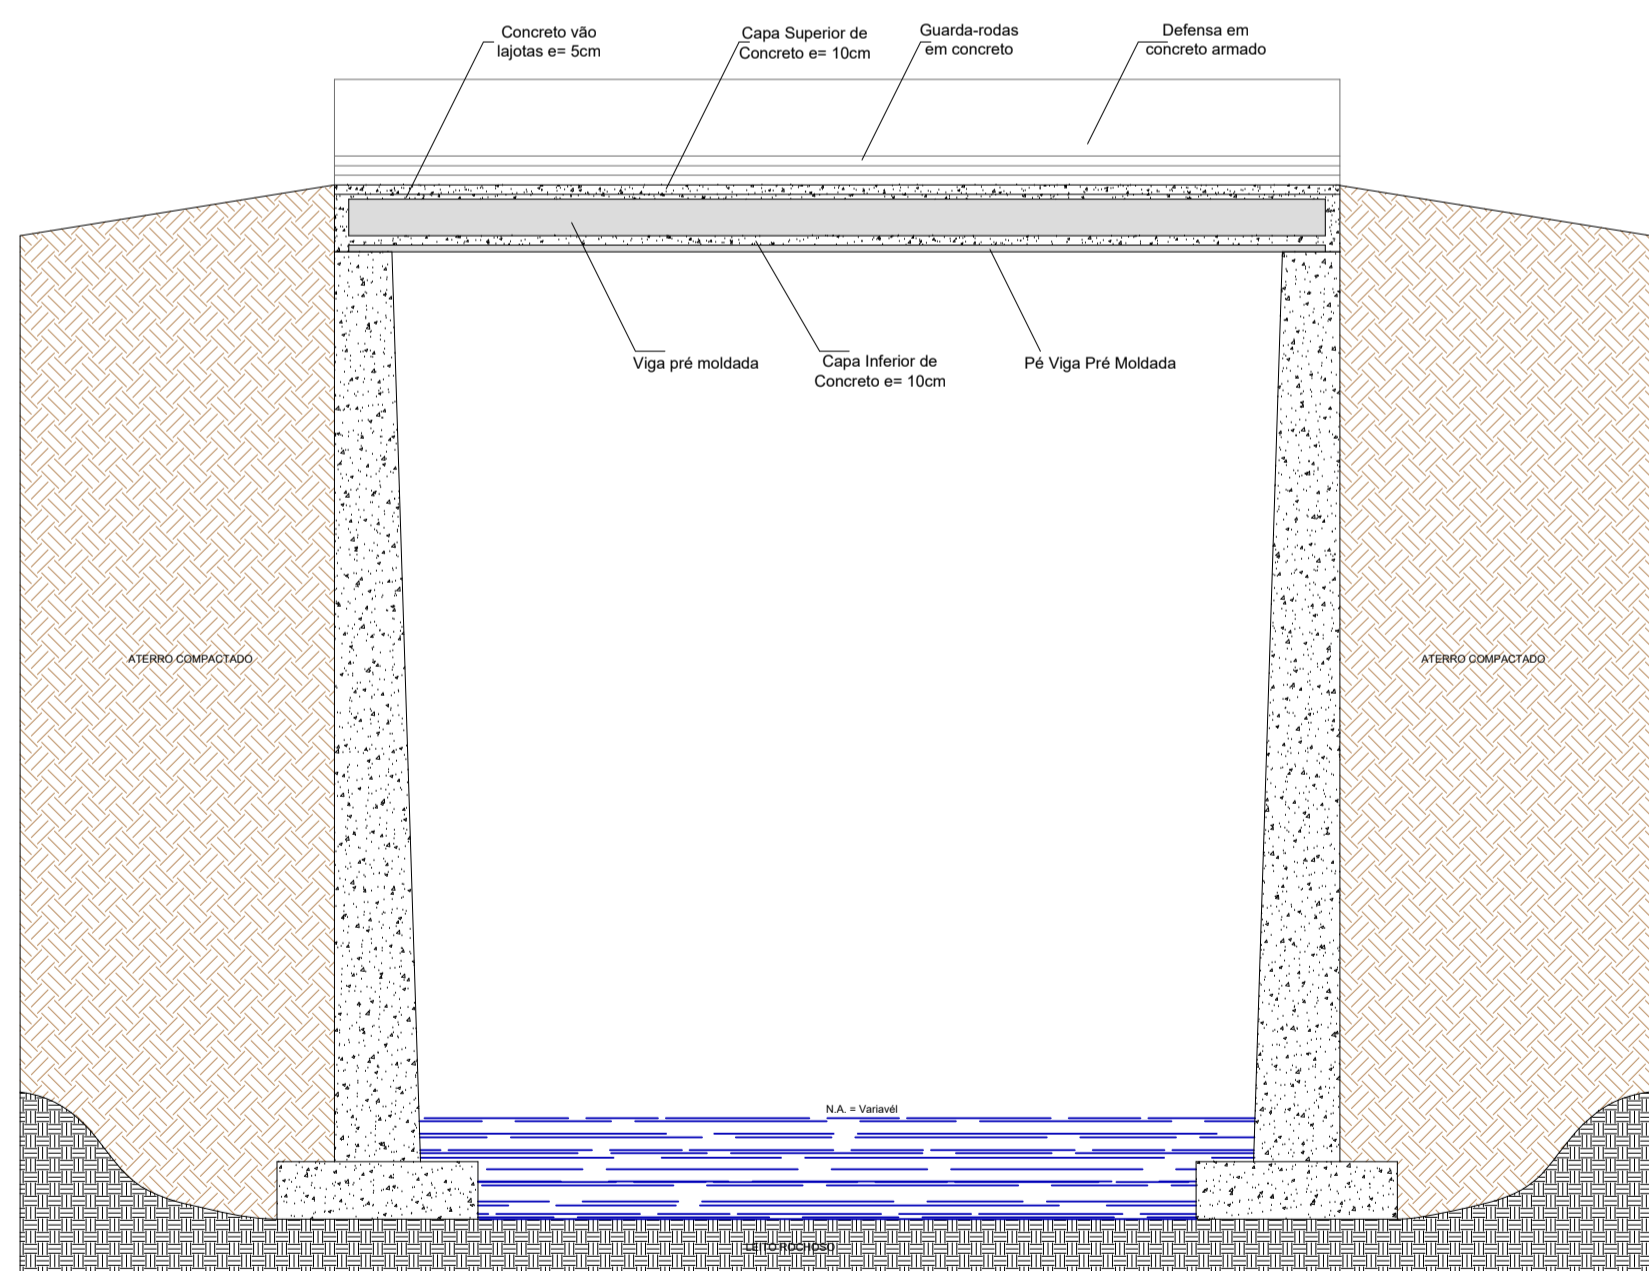 Concreto vão
lajotas e= 5cm
Capa Superior de
Concreto e= 10cm
Guarda-rodas
em concreto
Defensa em
concreto armado
Viga pré moldada
Capa Inferior de
Concreto e= 10cm
Pé Viga Pré Moldada
ATERRO COMPACTADO
ATERRO COMPACTADO
N.A. = Variavél
LEITO ROCHOSO